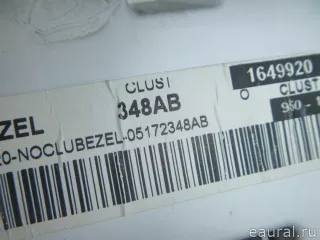 CLUST
348AB
ZEL
20-NOCLUBEZEL-05172348AB
1649920
CLUST
eaural.ru